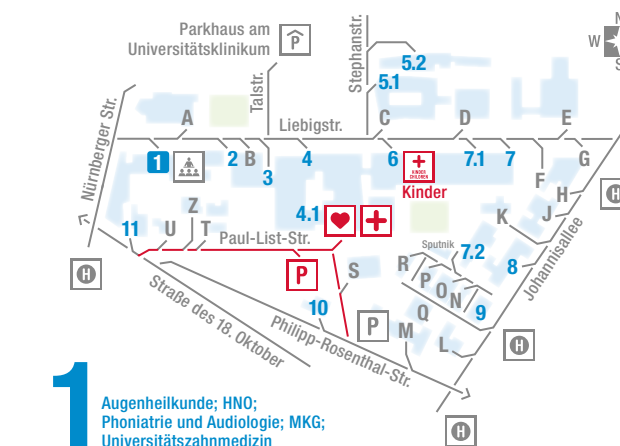 Parkhaus am
Universitätsklinikum
P
Stephanstr.
5.2
5.1
N
W
S
Talstr.
Nürnberger Str.
A
Liebigstr.
C
D
E
1
2
B
3
4
6
KINDER
CHILDREN
Kinder
7.1
7
F
G
H
H
J
K
Z
4.1
11
U
T
Paul-List-Str.
Sputnik
7.2
8
Johannisallee
H
P
S
R
P
O
N
9
Straße des 18. Oktober
10
Philipp-Rosenthal-Str.
P
Q
M
L
H
H
1
Augenheilkunde; HNO;
Phoniatrie und Audiologie; MKG;
Universitätszahnmedizin